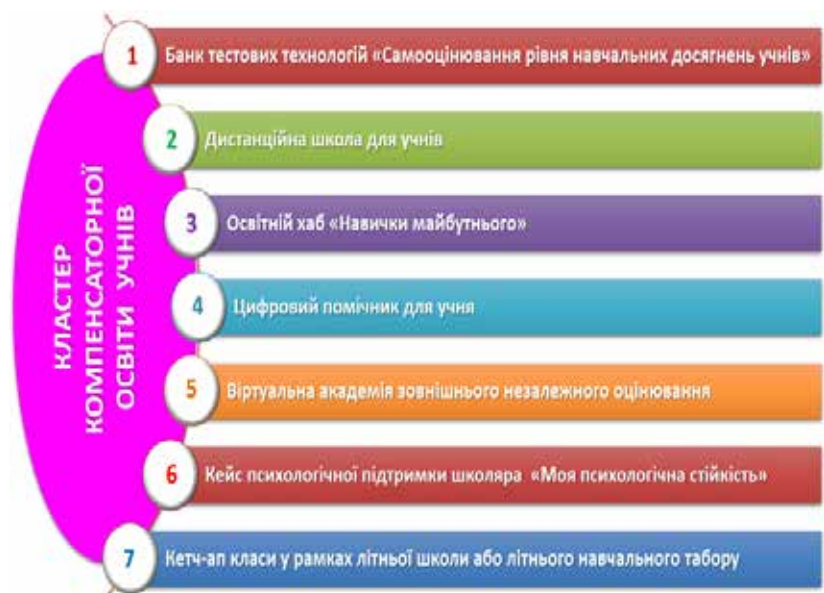 КЛАСТЕР
КОМПЕНСАТОРНОЇ
ОСВІТИ УЧНІВ
1 Банк тестових технологій «Самооцінювання рівня навчальних досягнень учнів»
2 Дистанційна школа для учнів
3 Освітній хаб «Навички майбутнього»
4 Цифровий помічник для учня
5 Віртуальна академія зовнішнього незалежного оцінювання
6 Кейс психологічної підтримки школяра «Моя психологічна стійкість»
7 Кетч-ап класи у рамках літньої школи або літнього навчального табору